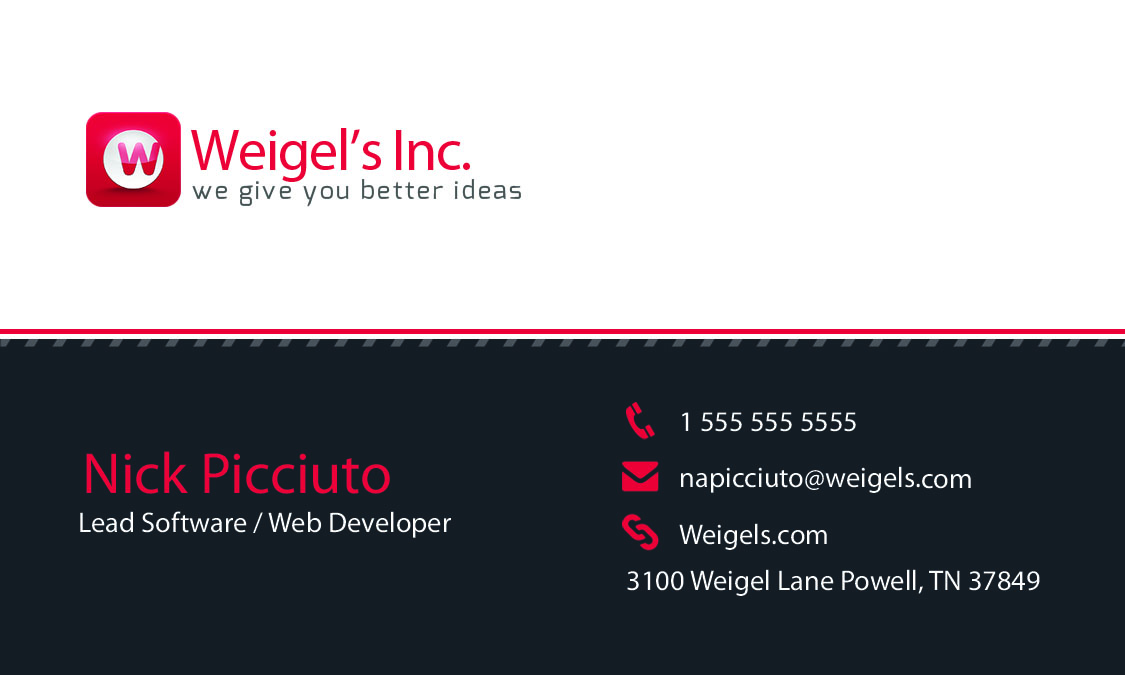 W
Weigel's Inc.
we give you better ideas
Nick Picciuto
Lead Software / Web Developer
1 555 555 5555
napicciuto@weigels.com
Weigels.com
3100 Weigel Lane Powell, TN 37849